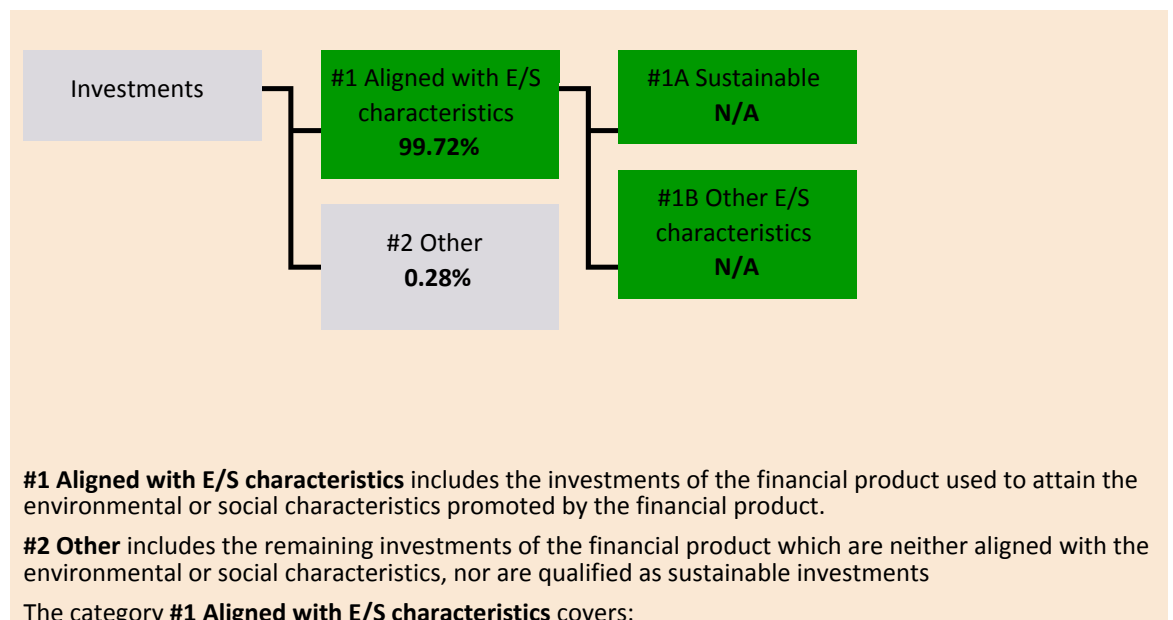 Investments
#1 Aligned with E/S
characteristics
99.72%
#2 Other
0.28%
#1A Sustainable
N/A
#1B Other E/S
characteristics
N/A
#1 Aligned with E/S characteristics includes the investments of the financial product used to attain the
environmental or social characteristics promoted by the financial product.
#2 Other includes the remaining investments of the financial product which are neither aligned with the
environmental or social characteristics, nor are qualified as sustainable investments
The category #1 Aligned with E/S characteristics covers: